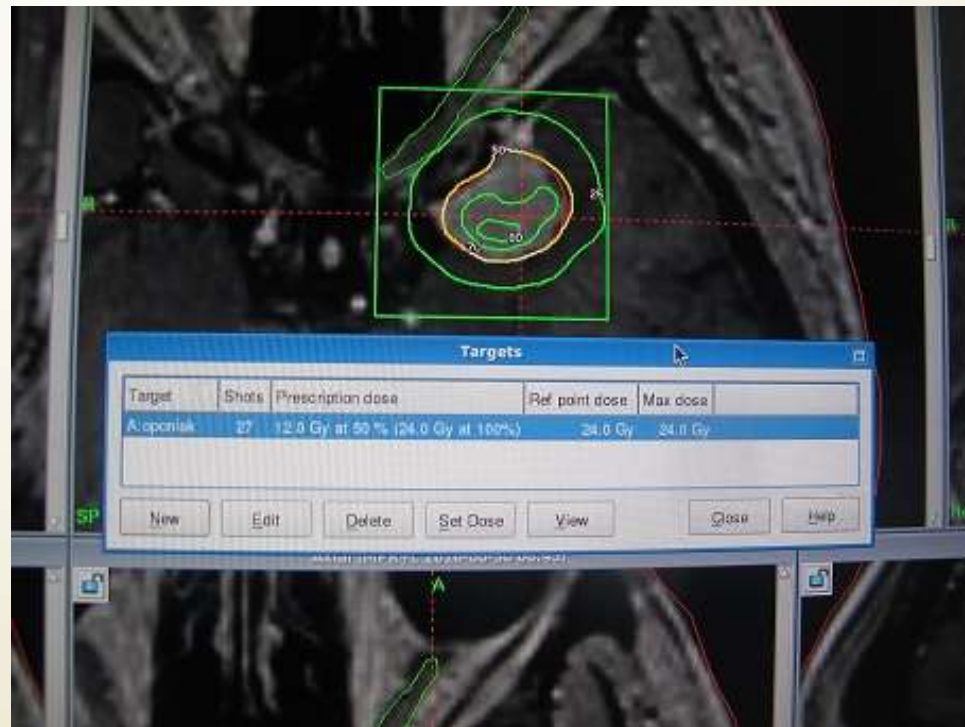 50
25
70
90
SP
Targets
Target Shots Prescription dose Ref point dose Max dose
A:oponiak 27 12.0 Gy at 50 % (24.0 Gy at 100%) 24.0 Gy 24.0 Gy
New Edit Delete Set Dose View Close Help
A